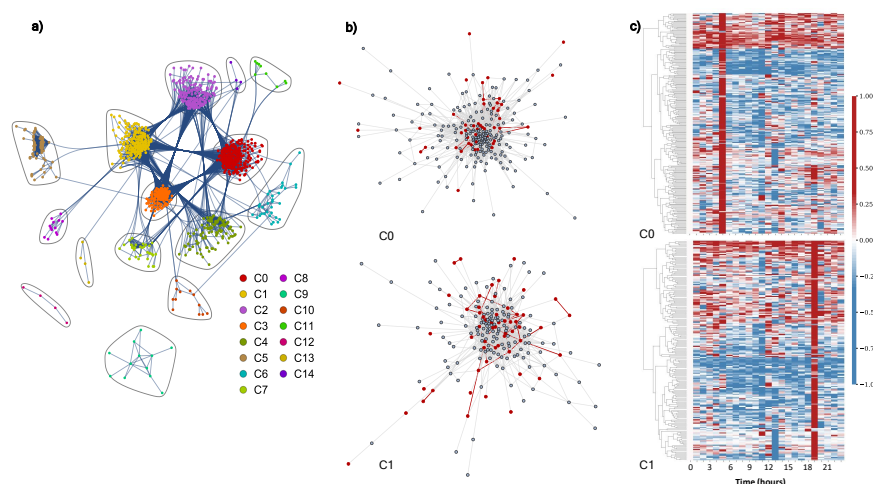 a)
b)
c)
C0 C8
C1 C9
C2 C10
C3 C11
C4 C12
C5 C13
C6 C14
C7
C0
C1
C0
C1
1.00
0.75
0.50
0.25
0.00
0 3 6 9 12 15 18 21
Time (hours)